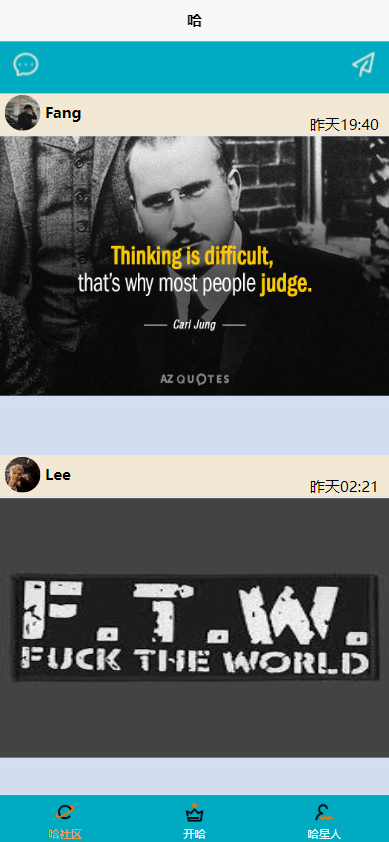 哈
Fang
昨天19:40
Thinking is difficult,
that's why most people judge.
Carl Jung
AZ QUOTES
Lee
昨天02:21
F.T.W.
FUCK THE WORLD
哈社区
开哈
哈星人